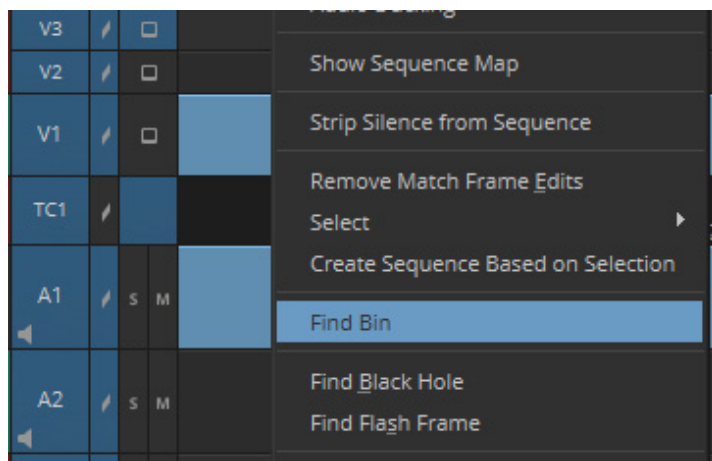 V3
V2
Show Sequence Map
V1
Strip Silence from Sequence
Remove Match Frame Edits
TC1
Select
Create Sequence Based on Selection
A1 S M
Find Bin
Find Black Hole
A2 S M
Find Flash Frame